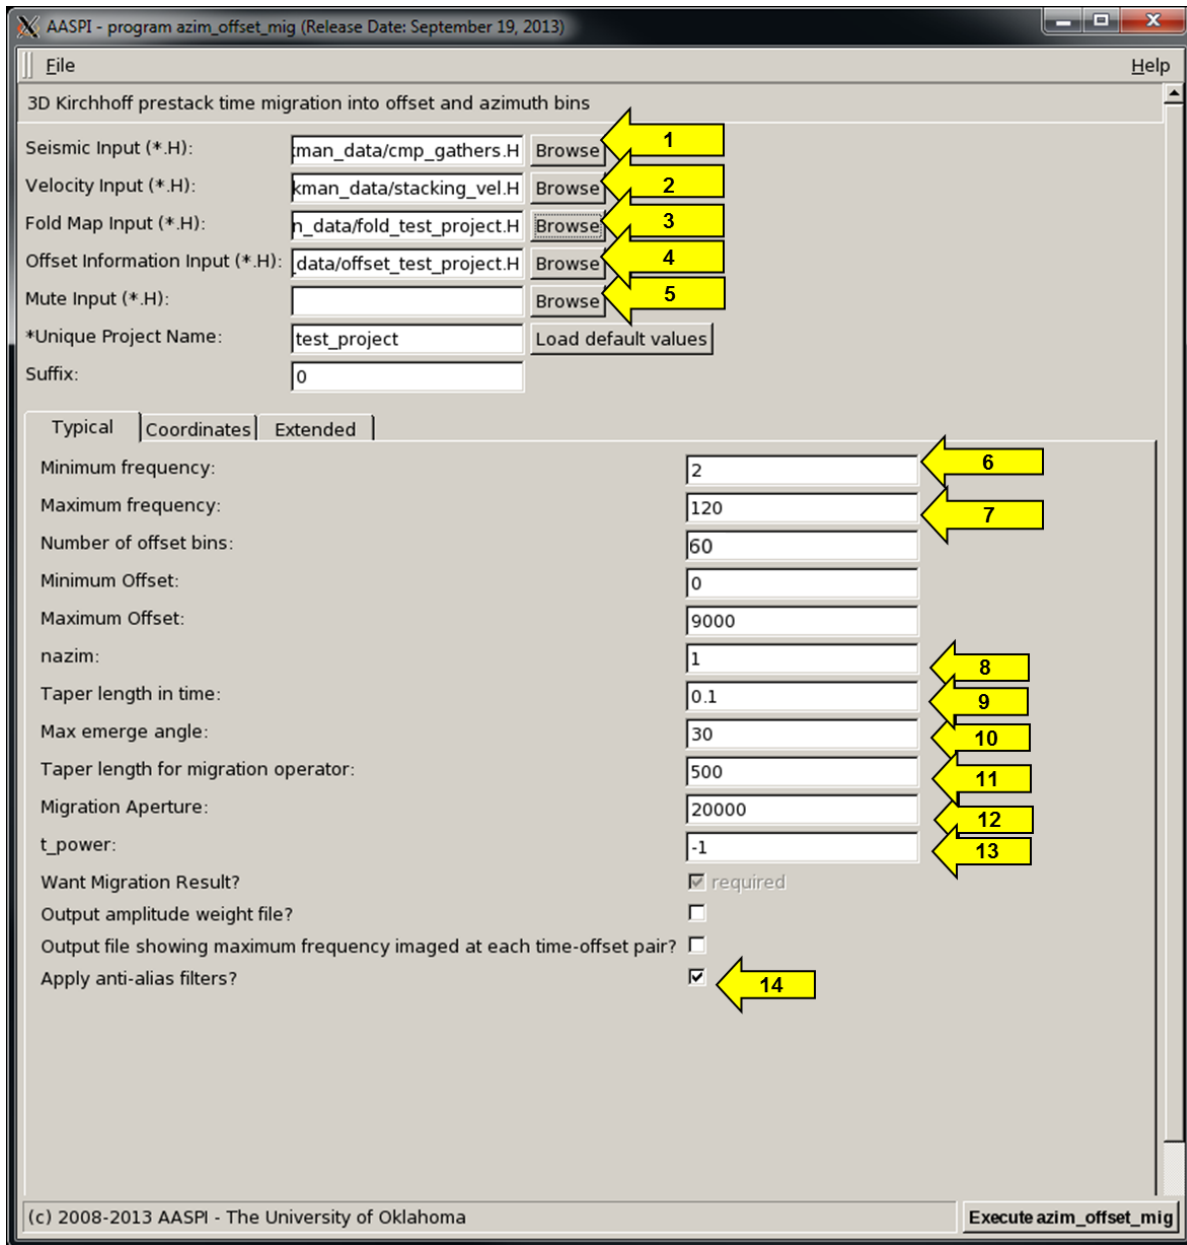 AASPI - program azim_offset_mig (Release Date: September 19, 2013)
File Help
3D Kirchhoff prestack time migration into offset and azimuth bins
Seismic Input (*.H): :man_data/cmp_gathers.H Browse 1
Velocity Input (*.H): kman_data/stacking_vel.H Browse 2
Fold Map Input (*.H): n_data/fold_test_project.H Browse 3
Offset Information Input (*.H): _data/offset_test_project.H Browse 4
Mute Input (*.H): Browse 5
*Unique Project Name: test_project Load default values
Suffix: 0
Typical Coordinates Extended
Minimum frequency: 2 6
Maximum frequency: 120 7
Number of offset bins: 60
Minimum Offset: 0
Maximum Offset: 9000
nazim: 1 8
Taper length in time: 0.1 9
Max emerge angle: 30 10
Taper length for migration operator: 500 11
Migration Aperture: 20000 12
t_power: -1 13
Want Migration Result? required
Output amplitude weight file?
Output file showing maximum frequency imaged at each time-offset pair?
Apply anti-alias filters? 14
(c) 2008-2013 AASPI - The University of Oklahoma Execute azim_offset_mig